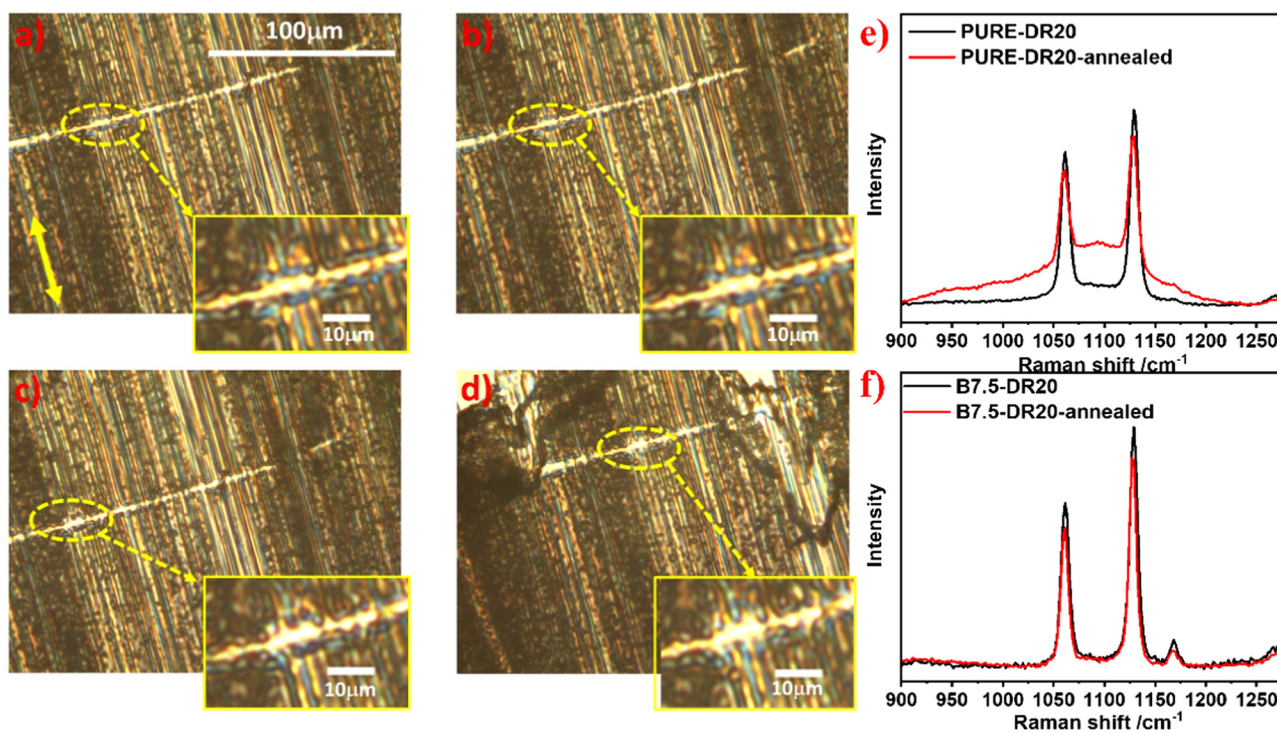 a)
100μm
10μm
b)
10μm
c)
10μm
d)
10μm
e)
PURE-DR20
PURE-DR20-annealed
Intensity
900 950 1000 1050 1100 1150 1200 1250
Raman shift /cm⁻¹
f)
B7.5-DR20
B7.5-DR20-annealed
Intensity
900 950 1000 1050 1100 1150 1200 1250
Raman shift /cm⁻¹